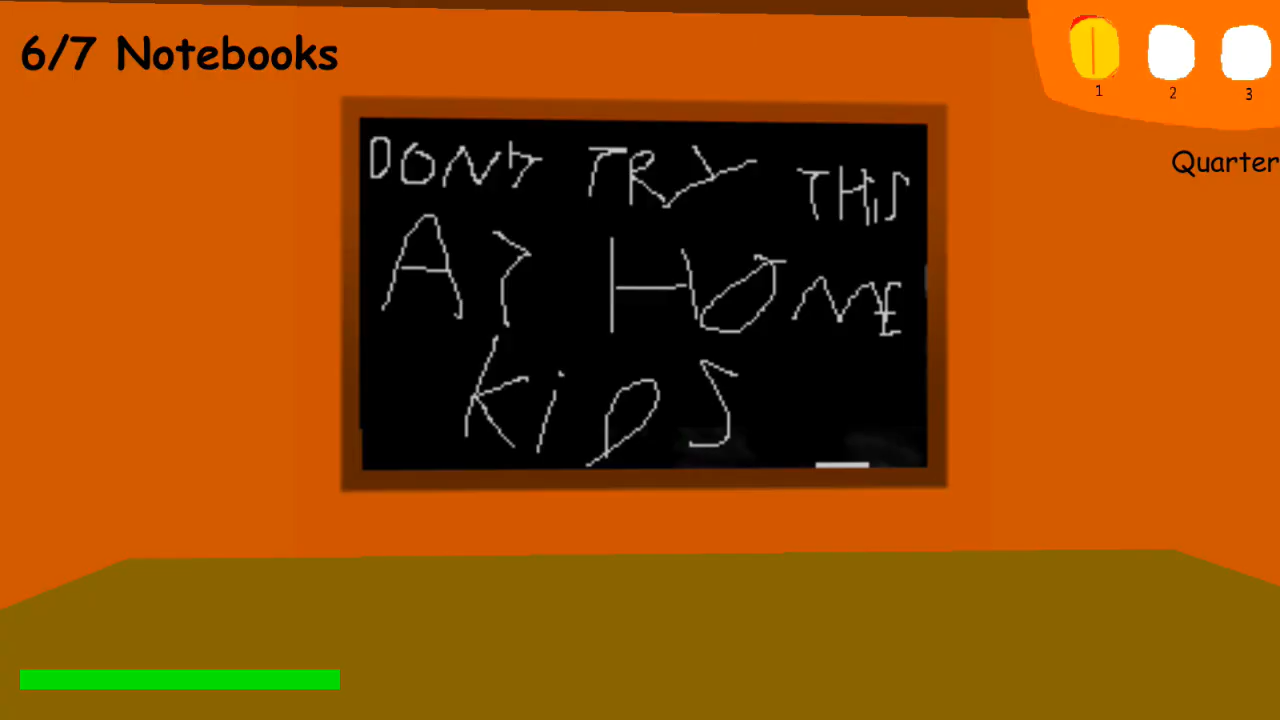 6/7 Notebooks
1 2 3
Quarter
DONT TRY THIS
AT HOME
KiDS